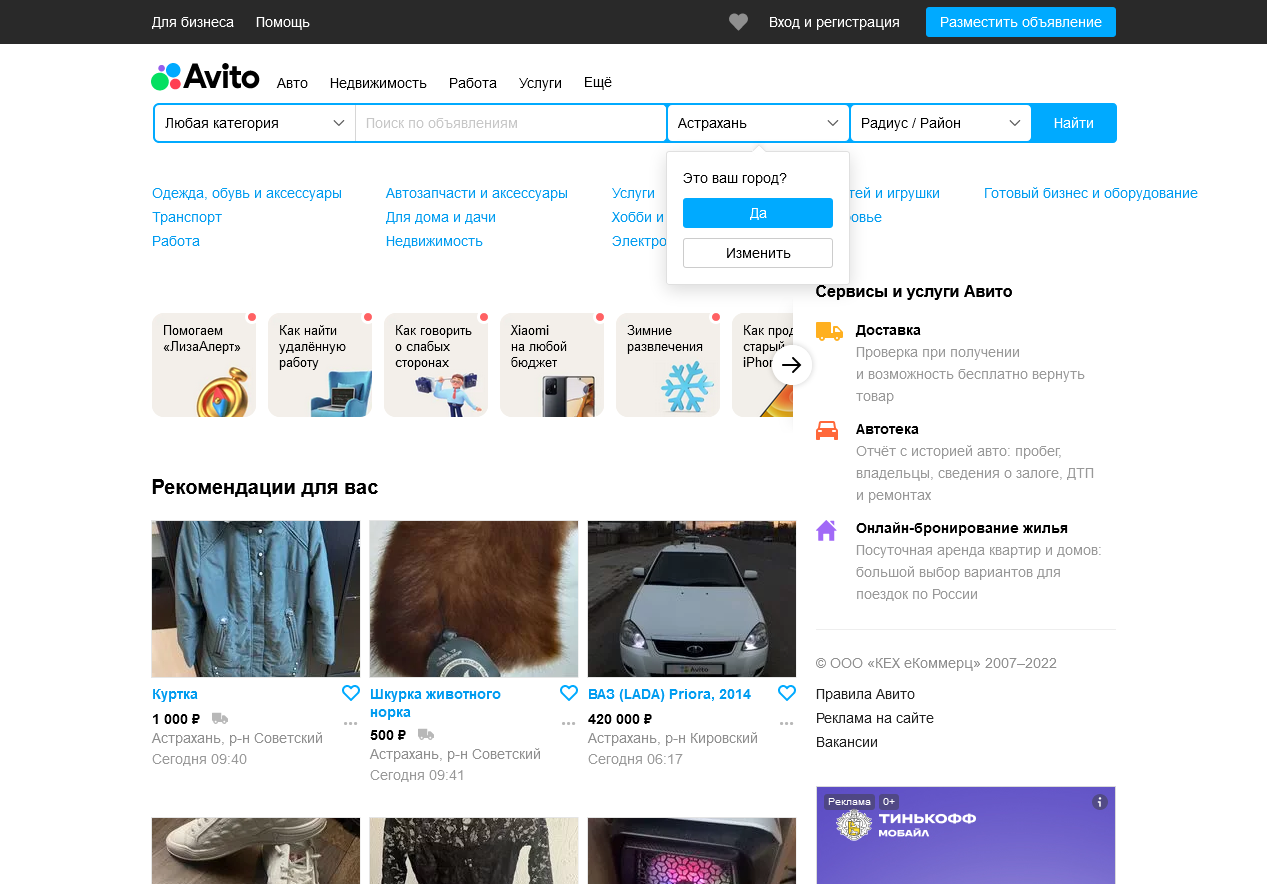 Для бизнеса Помощь Вход и регистрация Разместить объявление
Avito Авто Недвижимость Работа Услуги Ещё
Любая категория Поиск по объявлениям Астрахань Радиус / Район Найти
Это ваш город?
Да
Изменить
Одежда, обувь и аксессуары Автозапчасти и аксессуары Услуги тей и игрушки Готовый бизнес и оборудование
Транспорт Для дома и дачи Хобби и овье
Работа Недвижимость Электро
Помогаем
«ЛизаАлерт»
Как найти
удалённую
работу
Как говорить
о слабых
сторонах
Xiaomi
на любой
бюджет
Зимние
развлечения
Как прод
старый
iPhon
Рекомендации для вас
Куртка
1 000 ₽
Астрахань, р-н Советский
Сегодня 09:40
Шкурка животного
норка
500 ₽
Астрахань, р-н Советский
Сегодня 09:41
ВАЗ (LADA) Priora, 2014
420 000 ₽
Астрахань, р-н Кировский
Сегодня 06:17
Avito
Сервисы и услуги Авито
Доставка
Проверка при получении
и возможность бесплатно вернуть
товар
Автотека
Отчёт с историей авто: пробег,
владельцы, сведения о залоге, ДТП
и ремонтах
Онлайн-бронирование жилья
Посуточная аренда квартир и домов:
большой выбор вариантов для
поездок по России
© ООО «КЕХ еКоммерц» 2007–2022
Правила Авито
Реклама на сайте
Вакансии
Реклама 0+
ТИНЬКОФФ
МОБАЙЛ